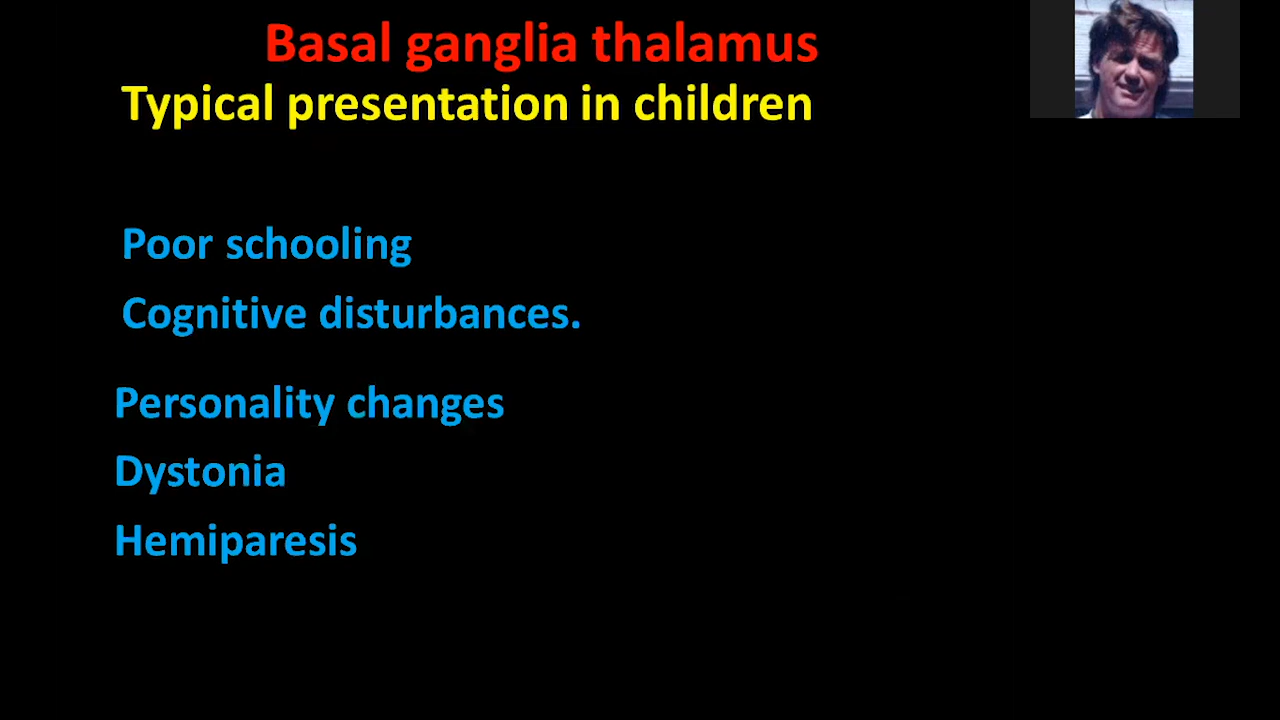 Basal ganglia thalamus
Typical presentation in children
Poor schooling
Cognitive disturbances.
Personality changes
Dystonia
Hemiparesis